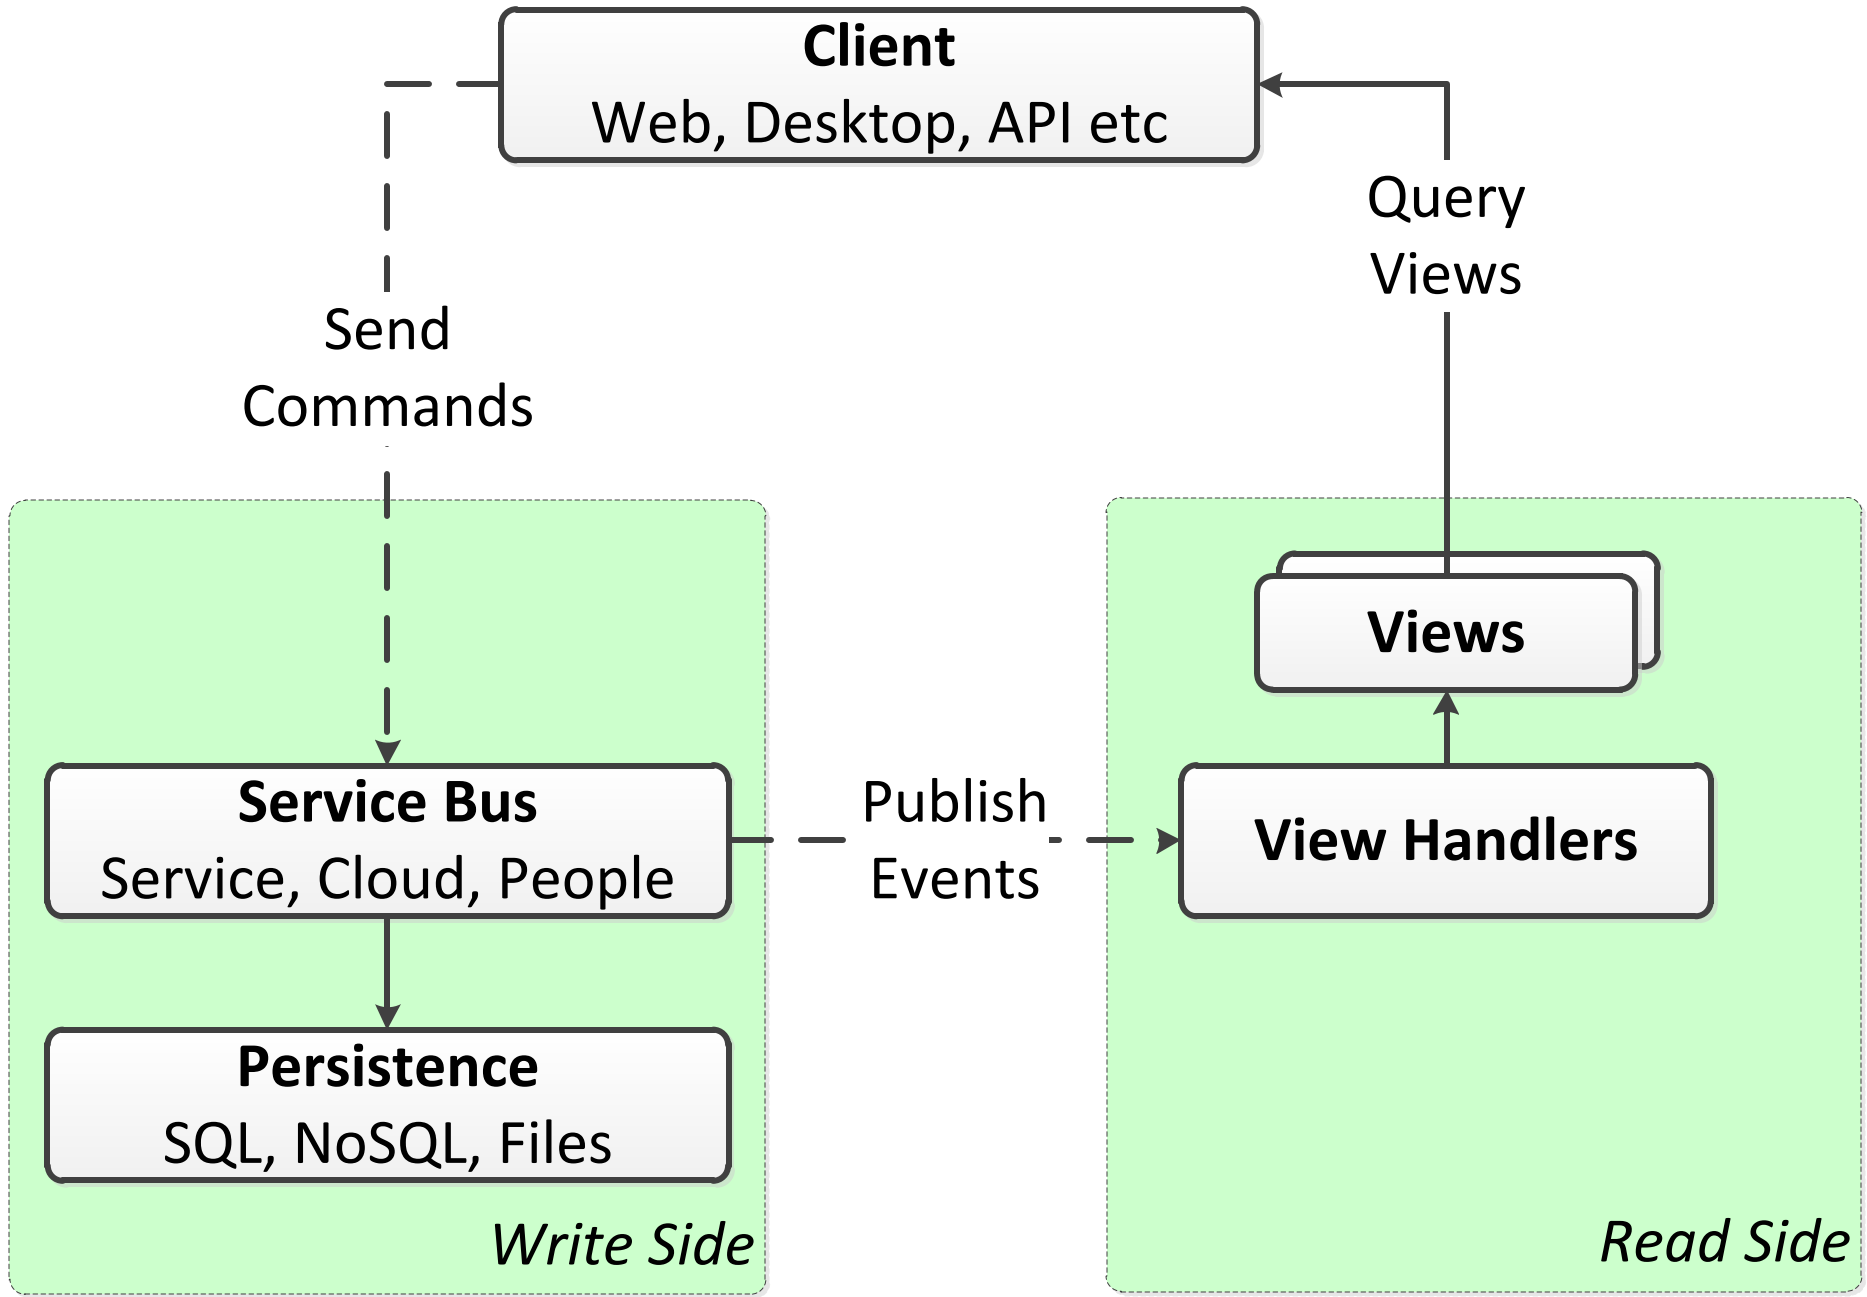 Client
Web, Desktop, API etc
Query
Views
Send
Commands
Views
Service Bus
Service, Cloud, People
Publish
Events
View Handlers
Persistence
SQL, NoSQL, Files
Write Side
Read Side